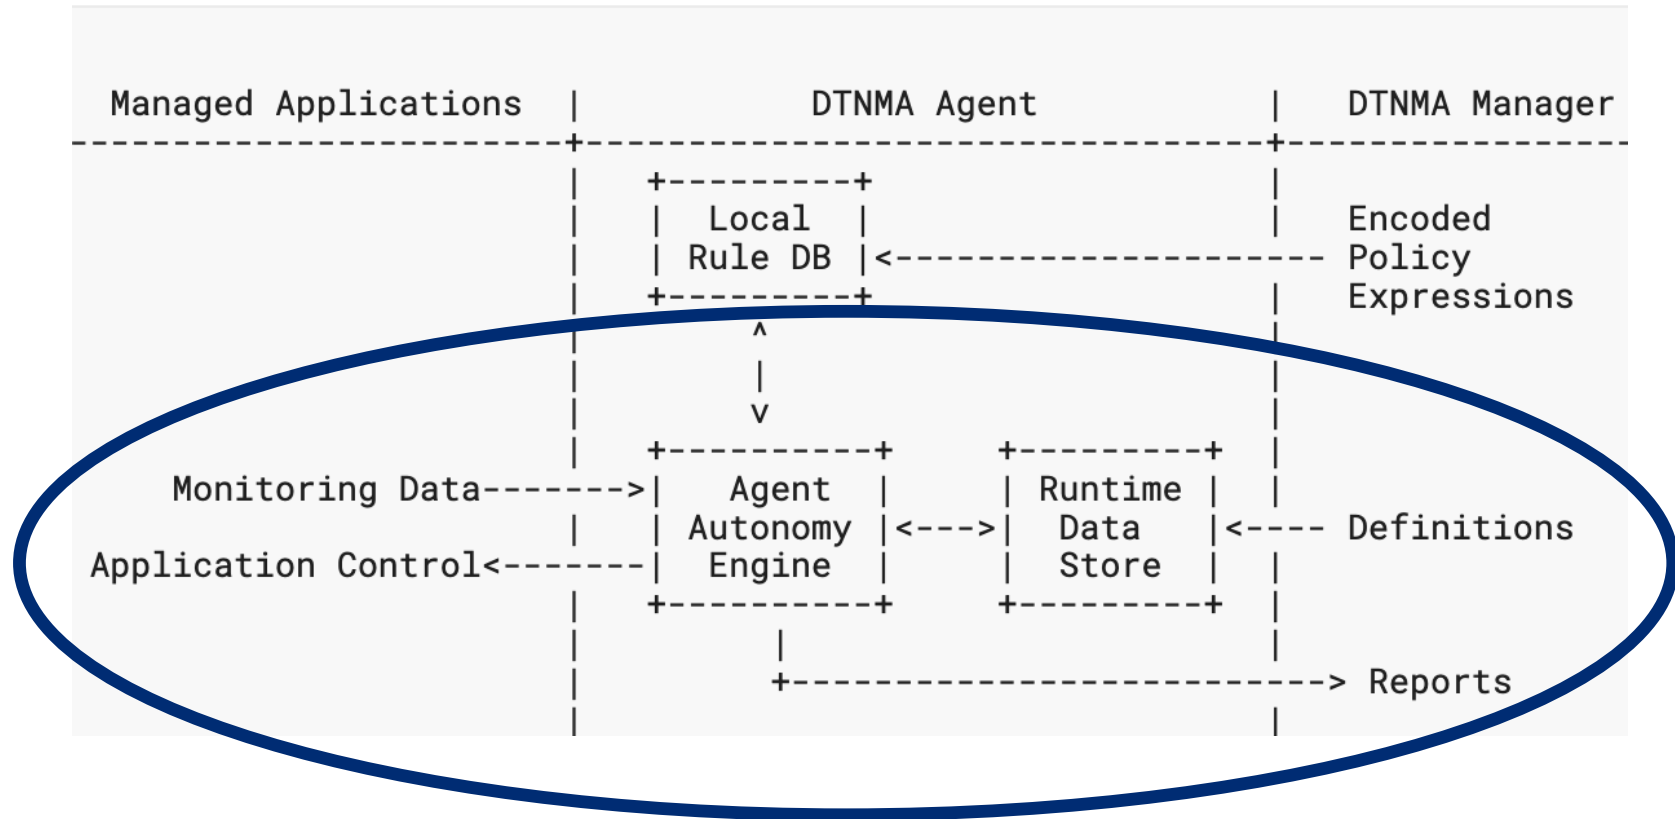 Managed Applications | DTNMA Agent | DTNMA Manager
-----------------------+----------------------------------+-----------------
| +---------+ |
| | Local | | Encoded
| | Rule DB |<--------------------- Policy
| +---------+ | Expressions
| ^ |
| | |
| v |
| +----------+ +---------+ |
Monitoring Data------->| Agent | | Runtime | |
| | Autonomy |<--->| Data |<---- Definitions
Application Control<-------| Engine | | Store | |
| +----------+ +---------+ |
| | |
| +--------------------------> Reports
| |